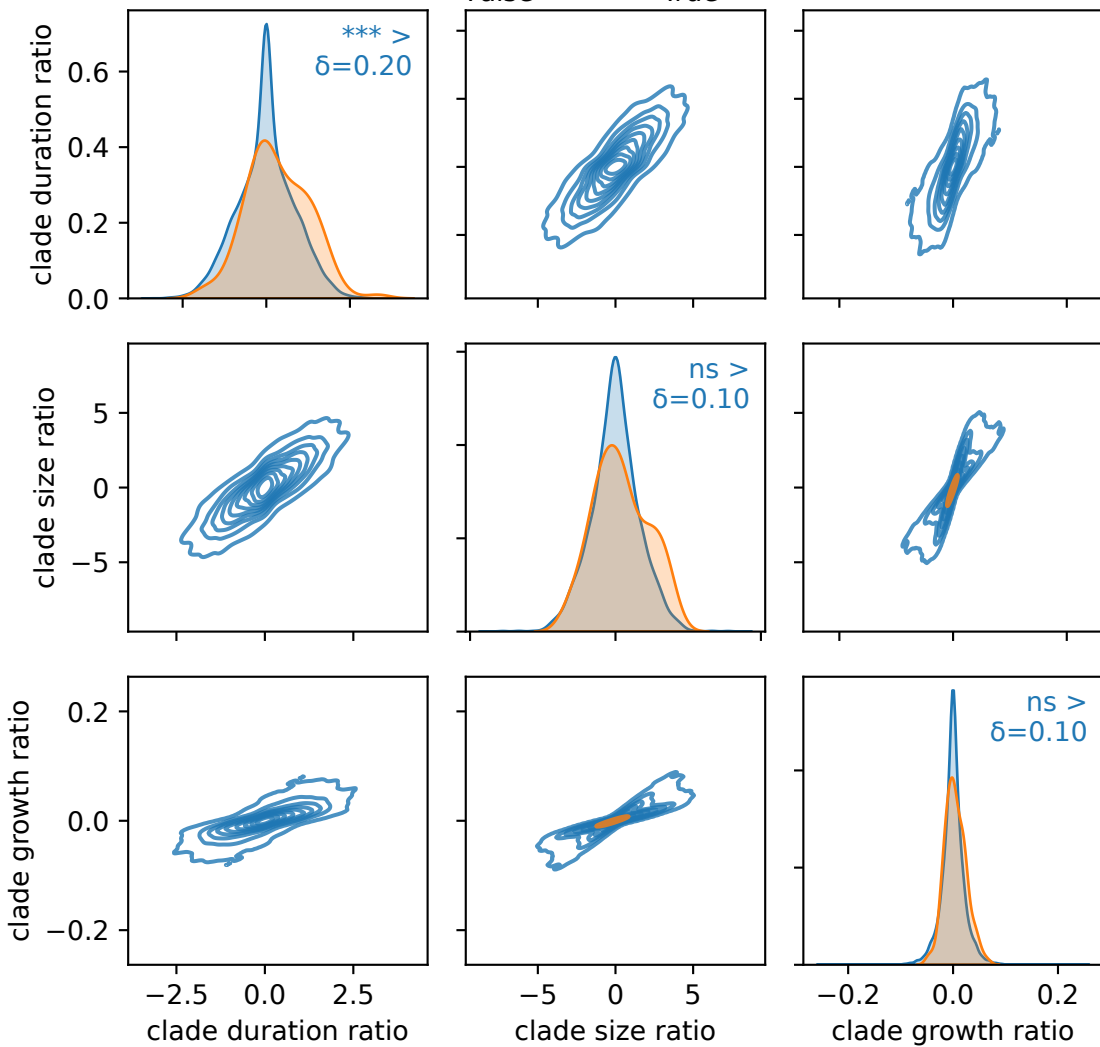 clade duration ratio
0.6
0.4
0.2
0.0
*** >
δ=0.20
clade size ratio
5
0
−5
ns >
δ=0.10
clade growth ratio
0.2
0.0
−0.2
ns >
δ=0.10
−2.5 0.0 2.5
−5 0 5
−0.2 0.0 0.2
clade duration ratio
clade size ratio
clade growth ratio